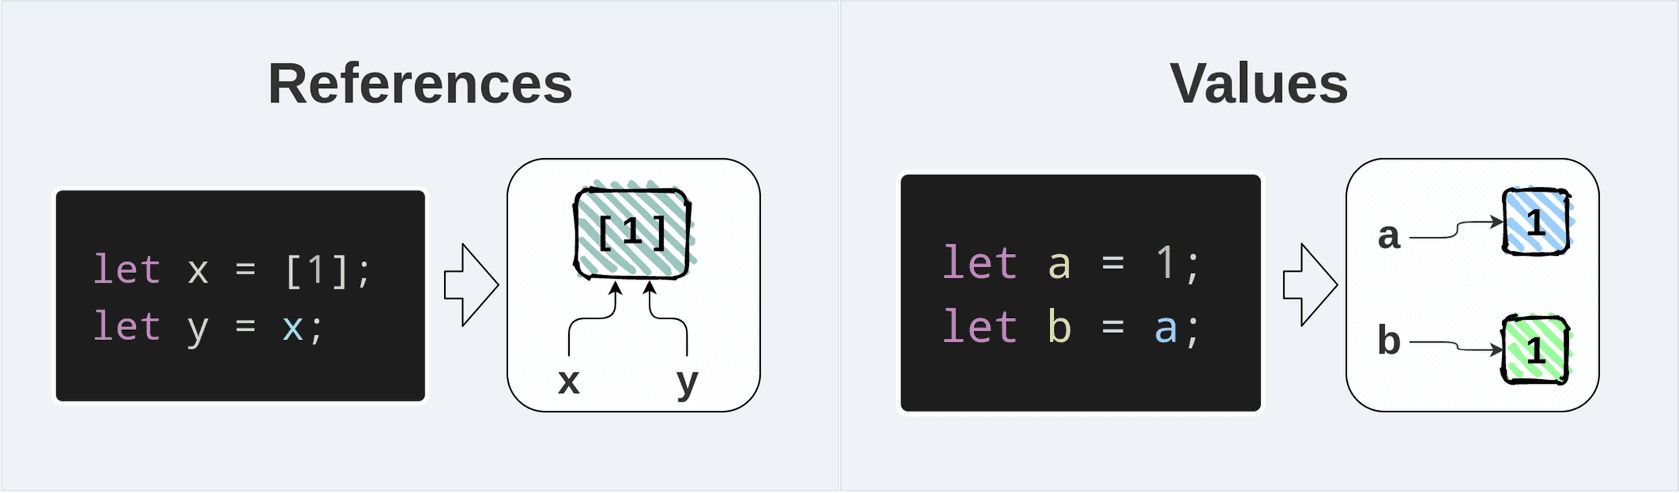 References
let x = [1];
let y = x;
[1]
x y
Values
let a = 1;
let b = a;
a 1
b 1